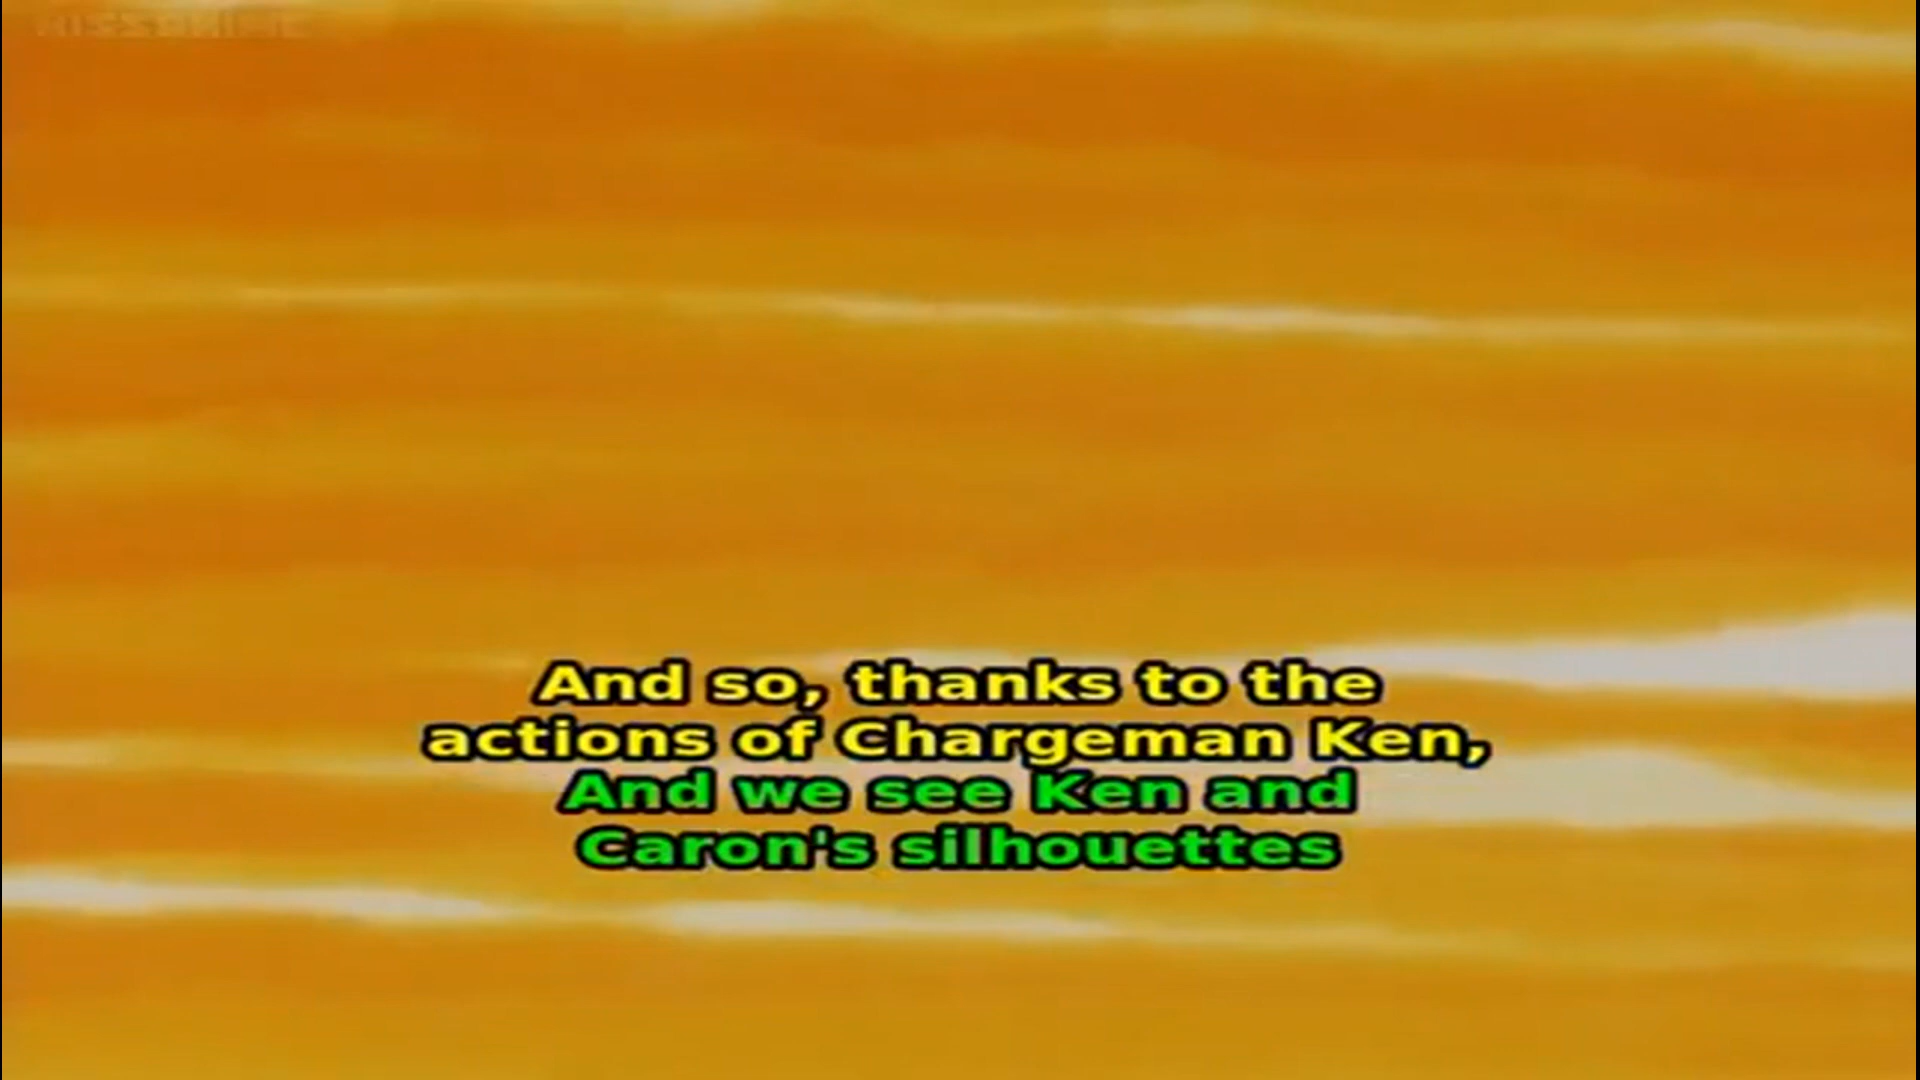 And so, thanks to the
actions of Chargeman Ken,
And we see Ken and
Caron's silhouettes